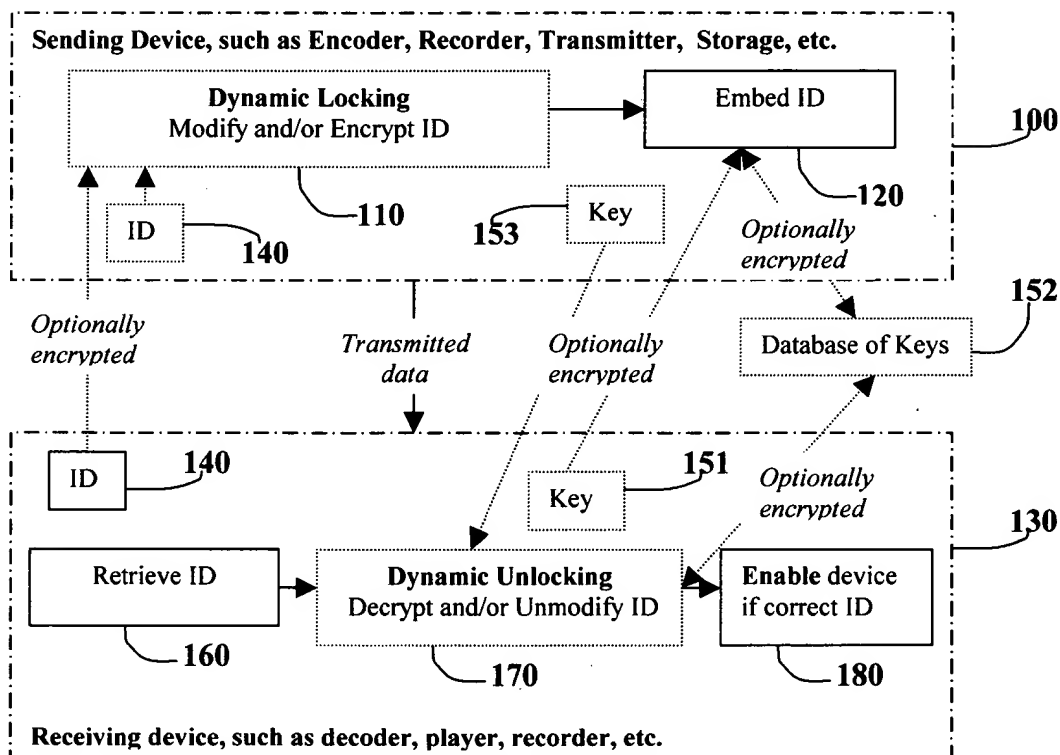 Sending Device, such as Encoder, Recorder, Transmitter, Storage, etc.
Dynamic Locking
Modify and/or Encrypt ID
Embed ID
100
110
120
ID
140
153
Key
Optionally
encrypted
152
Optionally
encrypted
Transmitted
data
Optionally
encrypted
Database of Keys
ID
140
Key
151
Optionally
encrypted
130
Retrieve ID
Dynamic Unlocking
Decrypt and/or Unmodify ID
Enable device
if correct ID
160
170
180
Receiving device, such as decoder, player, recorder, etc.